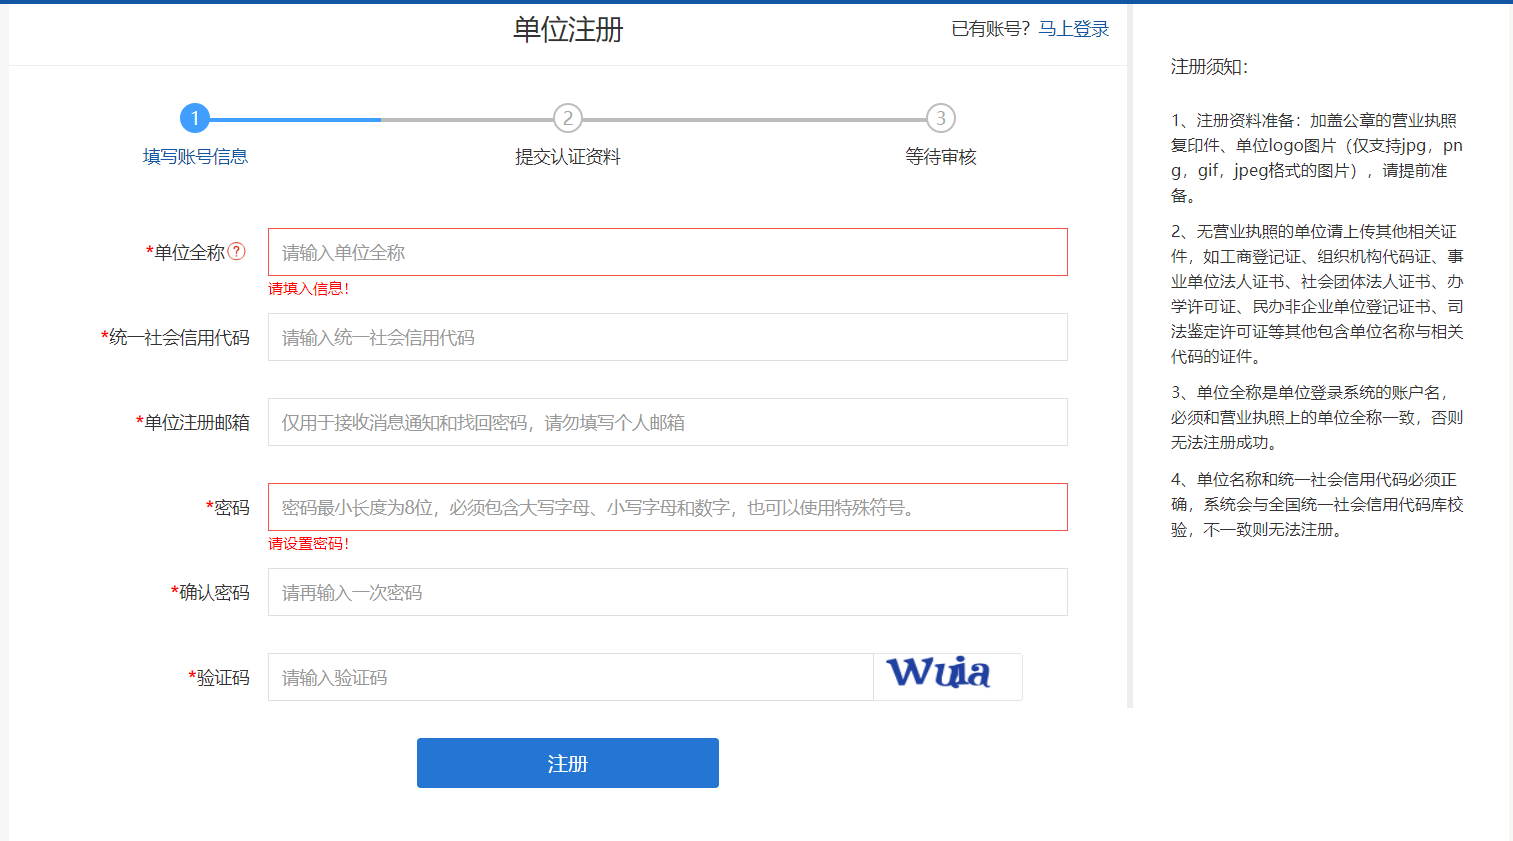 单位注册
已有账号？马上登录
1
2
3
填写账号信息
提交认证资料
等待审核
*单位全称?
请输入单位全称
请填入信息！
*统一社会信用代码
请输入统一社会信用代码
*单位注册邮箱
仅用于接收消息通知和找回密码，请勿填写个人邮箱
*密码
密码最小长度为8位，必须包含大写字母、小写字母和数字，也可以使用特殊符号。
请设置密码！
*确认密码
请再输入一次密码
*验证码
请输入验证码
Wuia
注册
注册须知：
1、注册资料准备：加盖公章的营业执照
复印件、单位logo图片（仅支持jpg，pn
g，gif，jpeg格式的图片），请提前准
备。
2、无营业执照的单位请上传其他相关证
件，如工商登记证、组织机构代码证、事
业单位法人证书、社会团体法人证书、办
学许可证、民办非企业单位登记证书、司
法鉴定许可证等其他包含单位名称与相关
代码的证件。
3、单位全称是单位登录系统的账户名，
必须和营业执照上的单位全称一致，否则
无法注册成功。
4、单位名称和统一社会信用代码必须正
确，系统会与全国统一社会信用代码库校
验，不一致则无法注册。